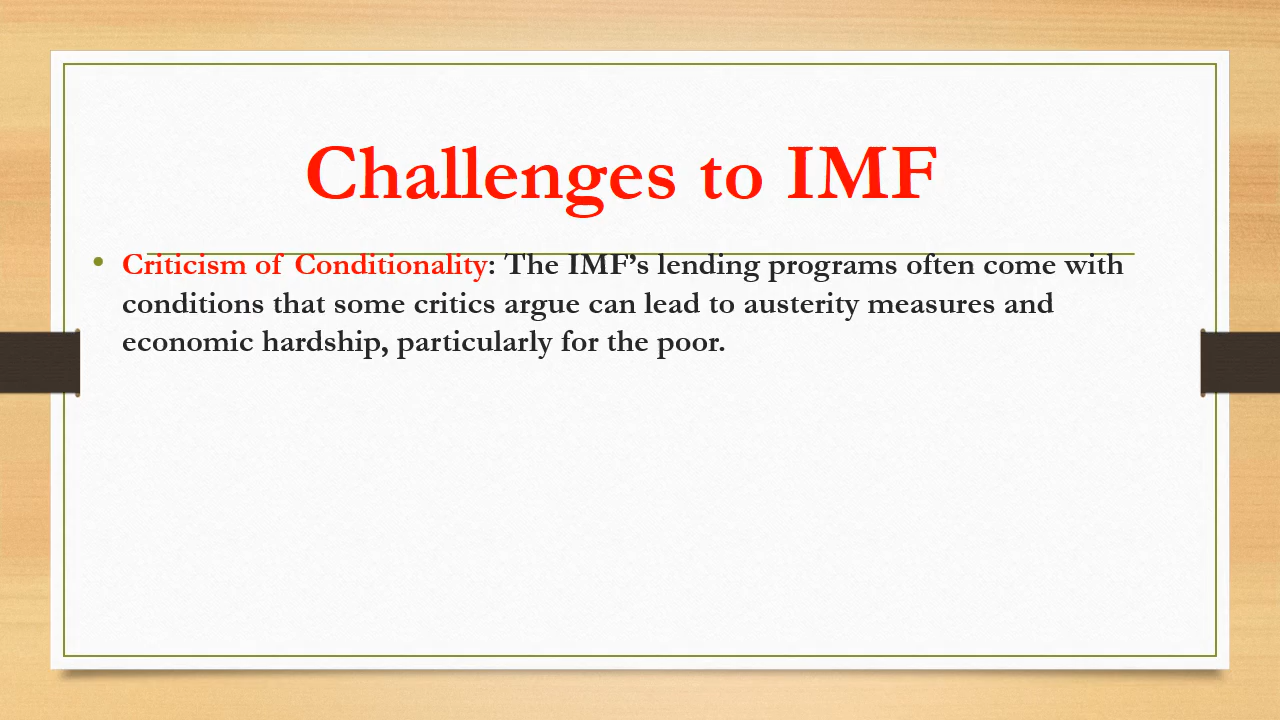 Challenges to IMF
• Criticism of Conditionality: The IMF’s lending programs often come with
conditions that some critics argue can lead to austerity measures and
economic hardship, particularly for the poor.